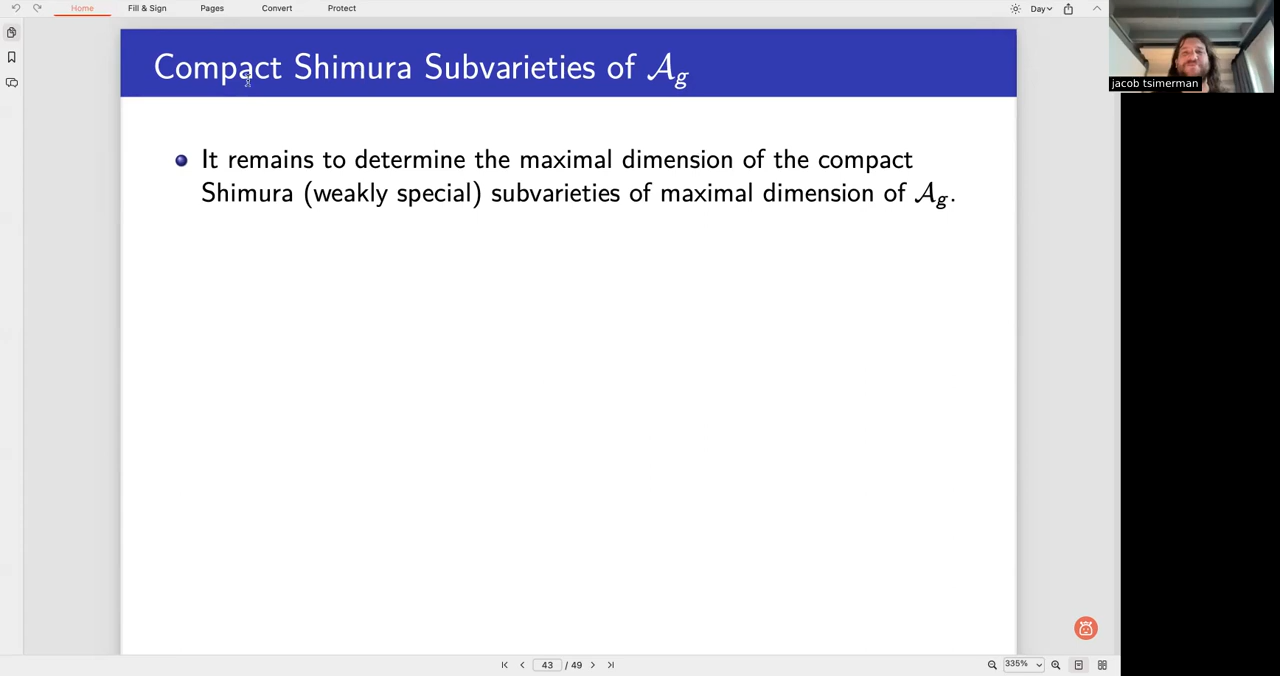 Home Fill & Sign Pages Convert Protect Day
jacob tsimerman
Compact Shimura Subvarieties of 𝒜g
It remains to determine the maximal dimension of the compact
Shimura (weakly special) subvarieties of maximal dimension of 𝒜g.
43 / 49 335%